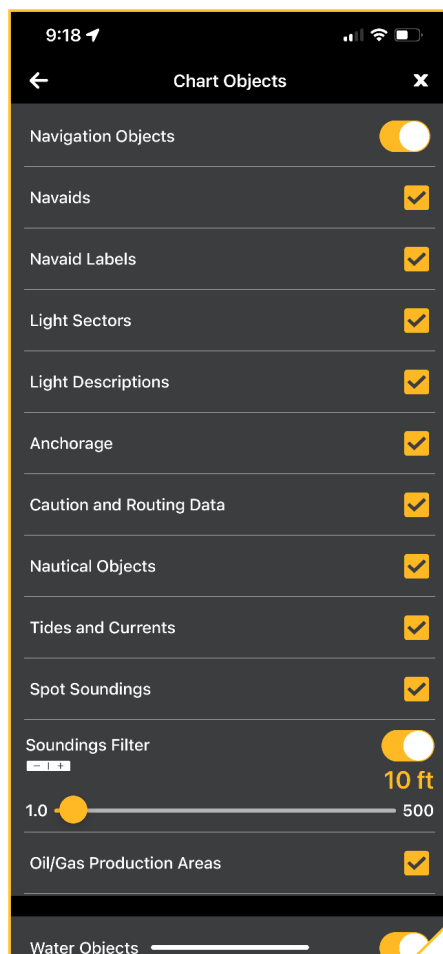 9:18
Chart Objects
Navigation Objects
Navaids
Navaid Labels
Light Sectors
Light Descriptions
Anchorage
Caution and Routing Data
Nautical Objects
Tides and Currents
Spot Soundings
Soundings Filter
− | +
10 ft
1.0 500
Oil/Gas Production Areas
Water Objects